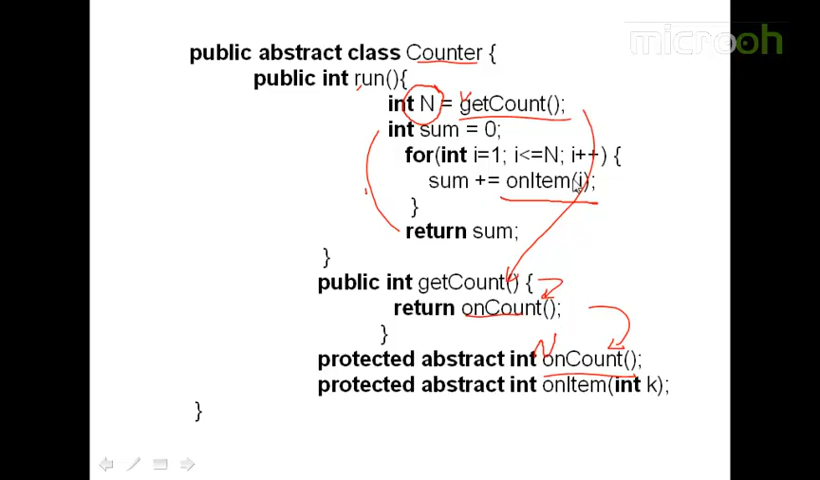 microoh
public abstract class Counter {
public int run(){
int N = getCount();
int sum = 0;
for(int i=1; i<=N; i++) {
sum += onItem(i);
}
return sum;
}
public int getCount() {
return onCount();
}
N
protected abstract int onCount();
protected abstract int onItem(int k);
}